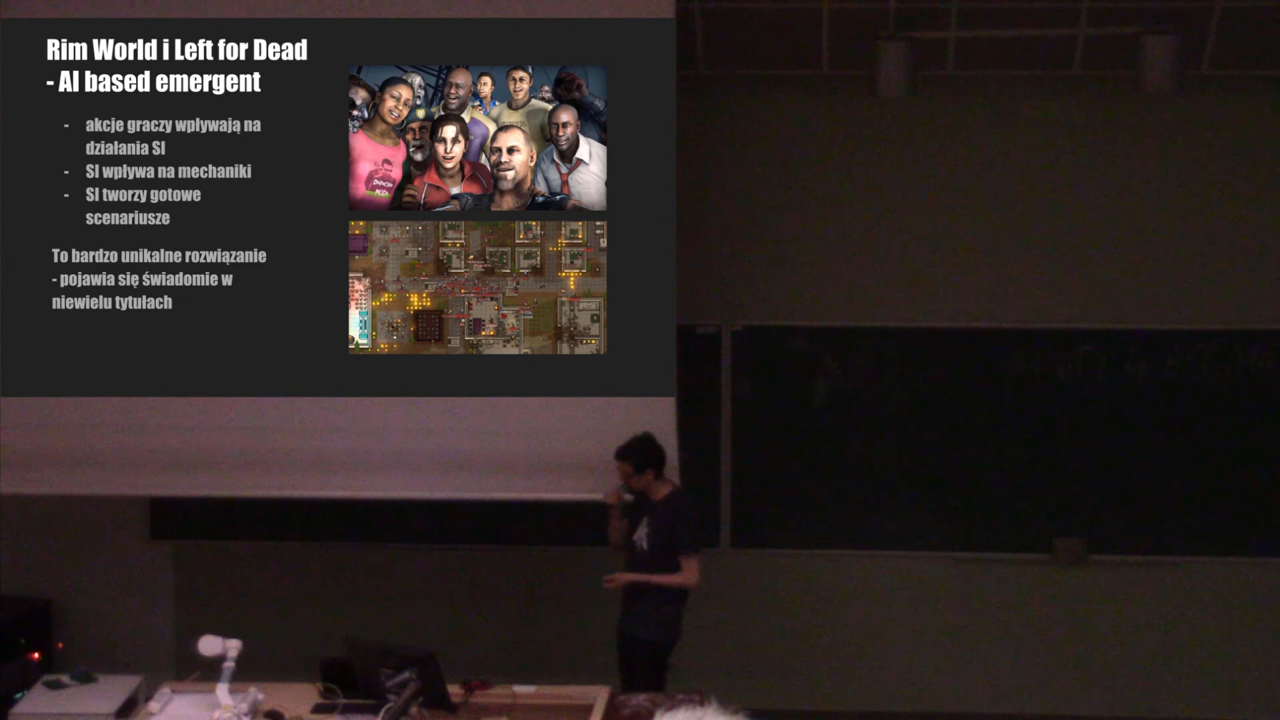 Rim World i Left for Dead
- AI based emergent
- akcje graczy wpływają na
działania SI
- SI wpływa na mechaniki
- SI tworzy gotowe
scenariusze
To bardzo unikalne rozwiązanie
- pojawia się świadomie w
niewielu tytułach